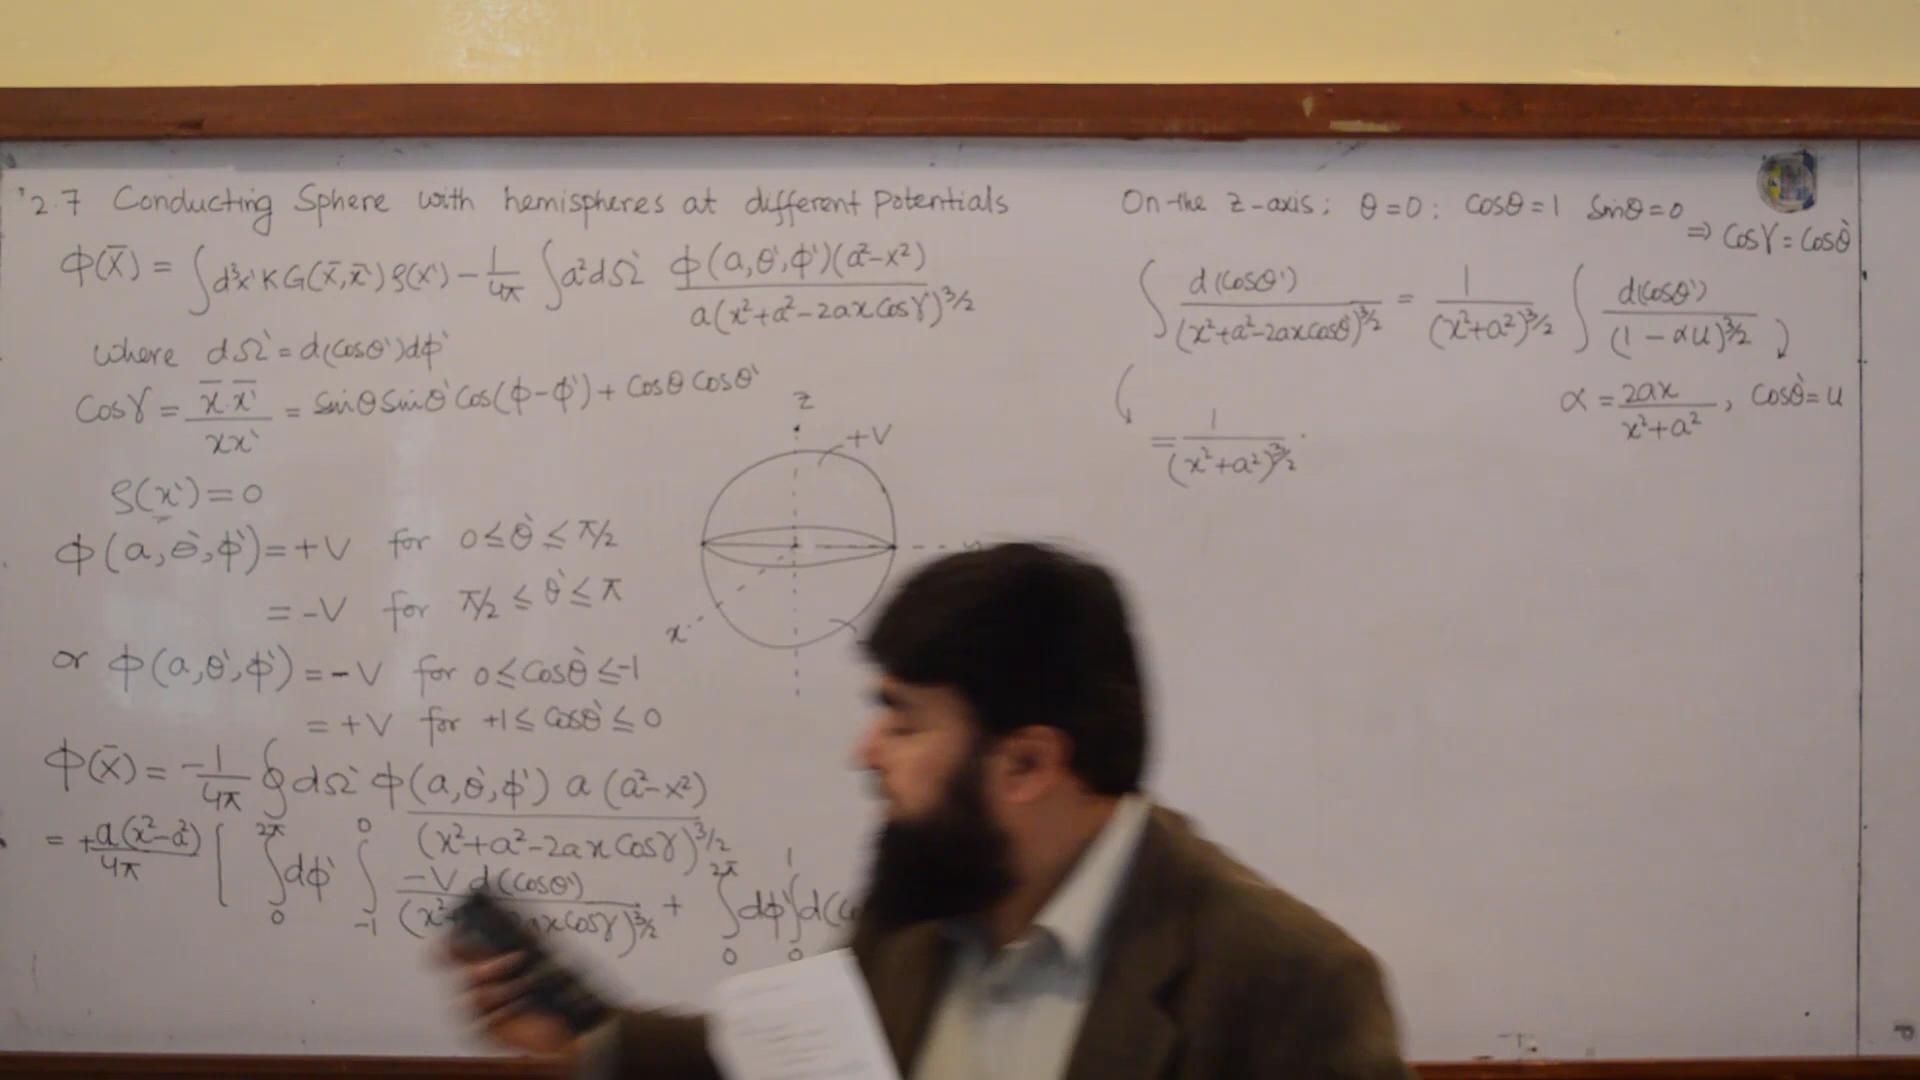 2.7 Conducting Sphere with hemispheres at different Potentials
ϕ(x̄) = ∫d³x' K G(x̄,x̄') ρ(x') − 1/4π ∫a²dΩ' ϕ(a,θ',ϕ')(a²−x²) / a(x²+a²−2ax Cosγ)^3/2
where dΩ' = d(Cosθ')dϕ'
Cosγ = x̄·x̄' / xx' = Sinθ Sinθ' Cos(ϕ−ϕ') + Cosθ Cosθ'
ρ(x') = 0
ϕ(a,θ',ϕ') = +V for 0≤θ'≤π/2
= −V for π/2≤θ'≤π
or ϕ(a,θ',ϕ') = −V for 0≤Cosθ'≤−1
= +V for +1≤Cosθ'≤0
ϕ(x̄) = −1/4π ∮dΩ' ϕ(a,θ',ϕ') a(a²−x²) / (x²+a²−2ax Cosγ)^3/2
= +a(x²−a²)/4π [ ∫₀^2π dϕ' ∫₋₁^0 −V d(Cosθ') / (x² 2ax Cosγ)^3/2 + ∫₀^2π dϕ' ∫₀^1 d(C
z
+V
x
On the z-axis: θ=0: Cosθ=1 Sinθ=0
⇒ Cosγ = Cosθ'
∫ d(Cosθ') / (x²+a²−2ax Cosθ')^3/2 = 1/(x²+a²)^3/2 ∫ d(Cosθ') / (1−αu)^3/2
α = 2ax / x²+a², Cosθ' = u
= 1/(x²+a²)^3/2 ·